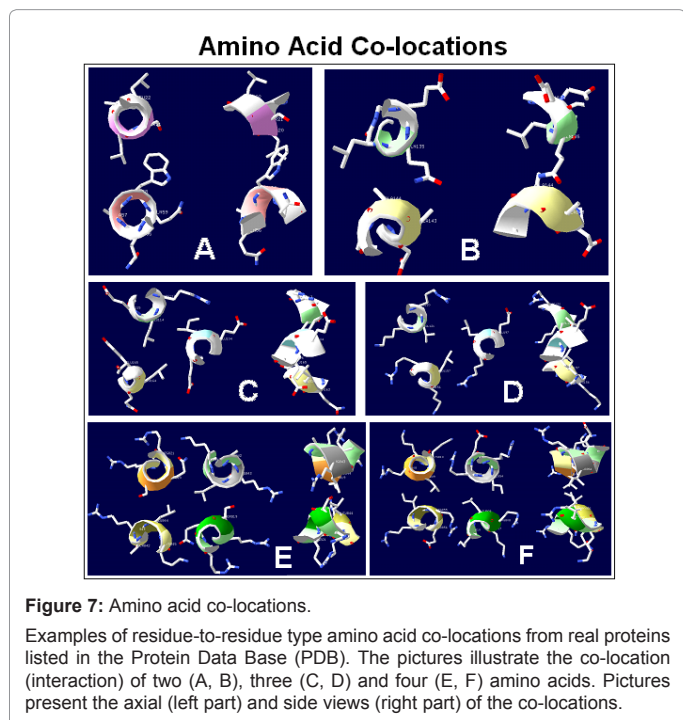 Amino Acid Co-locations
A
B
C
D
E
F
Figure 7: Amino acid co-locations.
Examples of residue-to-residue type amino acid co-locations from real proteins
listed in the Protein Data Base (PDB). The pictures illustrate the co-location
(interaction) of two (A, B), three (C, D) and four (E, F) amino acids. Pictures
present the axial (left part) and side views (right part) of the co-locations.